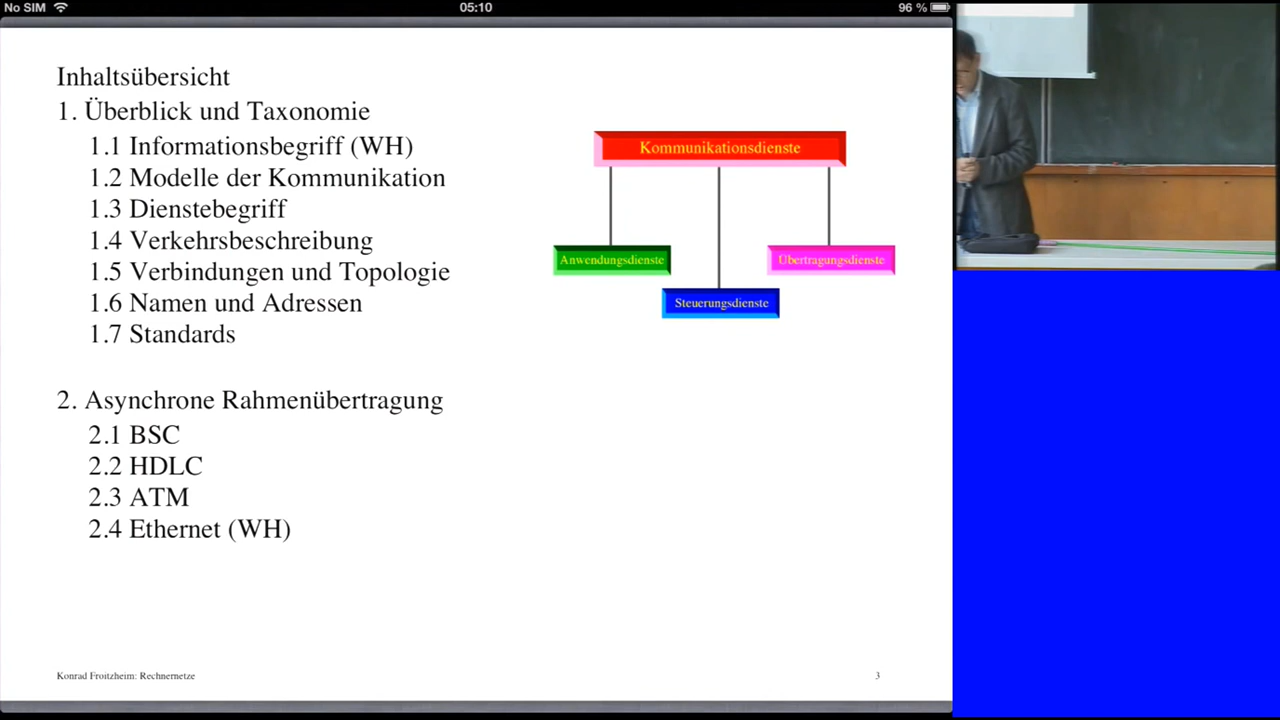 No SIM 05:10 96 %
Inhaltsübersicht
1. Überblick und Taxonomie
1.1 Informationsbegriff (WH)
1.2 Modelle der Kommunikation
1.3 Dienstebegriff
1.4 Verkehrsbeschreibung
1.5 Verbindungen und Topologie
1.6 Namen und Adressen
1.7 Standards
2. Asynchrone Rahmenübertragung
2.1 BSC
2.2 HDLC
2.3 ATM
2.4 Ethernet (WH)
Kommunikationsdienste
Anwendungsdienste
Übertragungsdienste
Steuerungsdienste
Konrad Froitzheim: Rechnernetze
3